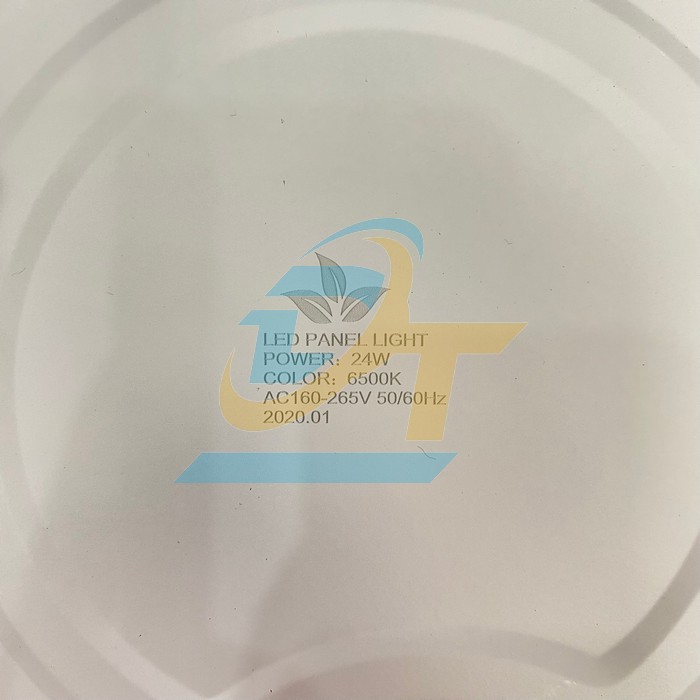 LED PANEL LIGHT
POWER: 24W
COLOR: 6500K
AC160-265V 50/60Hz
2020.01